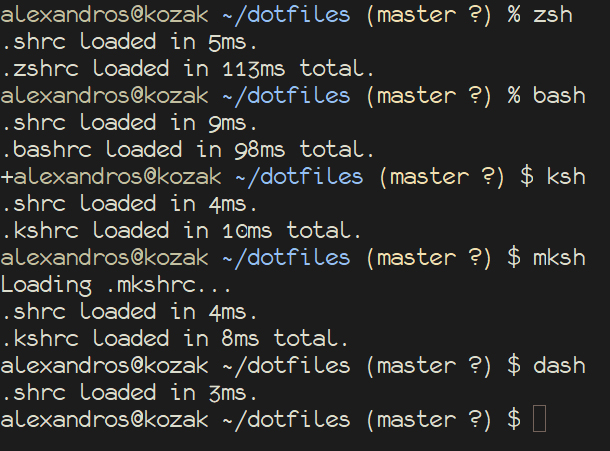 alexandros@kozak ~/dotfiles (master ?) % zsh
.shrc loaded in 5ms.
.zshrc loaded in 113ms total.
alexandros@kozak ~/dotfiles (master ?) % bash
.shrc loaded in 9ms.
.bashrc loaded in 98ms total.
+alexandros@kozak ~/dotfiles (master ?) $ ksh
.shrc loaded in 4ms.
.kshrc loaded in 10ms total.
alexandros@kozak ~/dotfiles (master ?) $ mksh
Loading .mkshrc...
.shrc loaded in 4ms.
.kshrc loaded in 8ms total.
alexandros@kozak ~/dotfiles (master ?) $ dash
.shrc loaded in 3ms.
alexandros@kozak ~/dotfiles (master ?) $